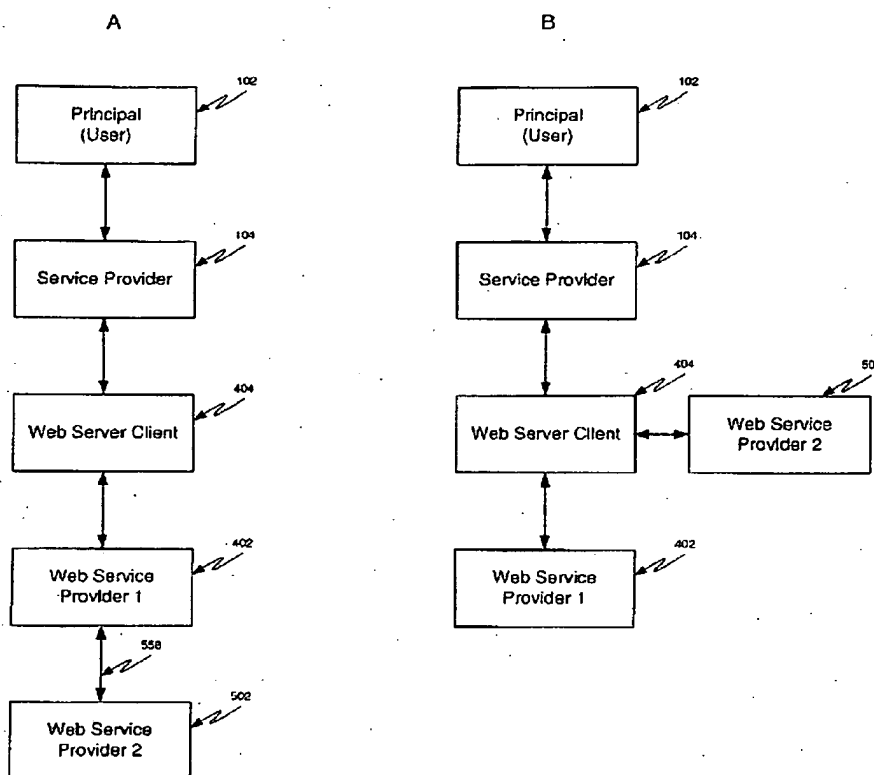 A
102
Principal
(User)
104
Service Provider
404
Web Server Client
402
Web Service
Provider 1
558
502
Web Service
Provider 2
B
102
Principal
(User)
104
Service Provider
404
Web Server Client
50
Web Service
Provider 2
402
Web Service
Provider 1